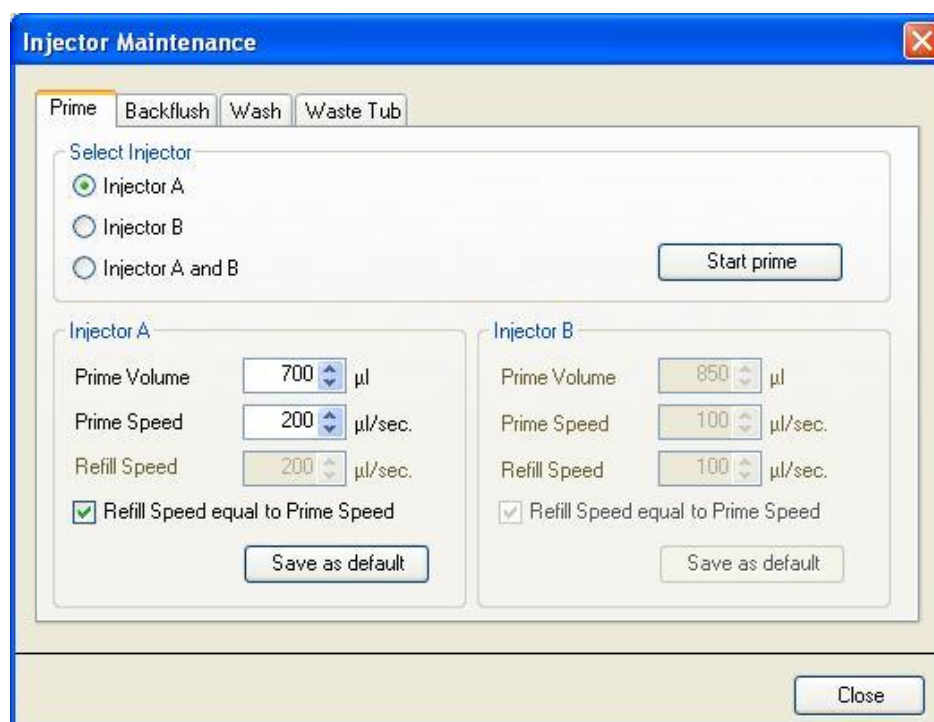 Injector Maintenance
Prime Backflush Wash Waste Tub
Select Injector
Injector A
Injector B
Injector A and B
Start prime
Injector A
Prime Volume 700 µl
Prime Speed 200 µl/sec.
Refill Speed 200 µl/sec.
Refill Speed equal to Prime Speed
Save as default
Injector B
Prime Volume 850 µl
Prime Speed 100 µl/sec.
Refill Speed 100 µl/sec.
Refill Speed equal to Prime Speed
Save as default
Close